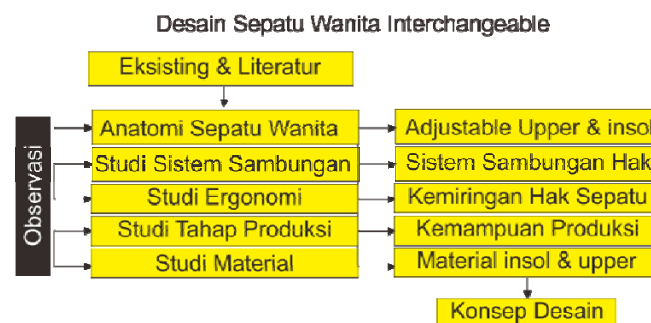 Desain Sepatu Wanita Interchangeable
Eksisting & Literatur
Observasi
Anatomi Sepatu Wanita
Adjustable Upper & insol
Studi Sistem Sambungan
Sistem Sambungan Hak
Studi Ergonomi
Kemiringan Hak Sepatu
Studi Tahap Produksi
Kemampuan Produksi
Studi Material
Material insol & upper
Konsep Desain